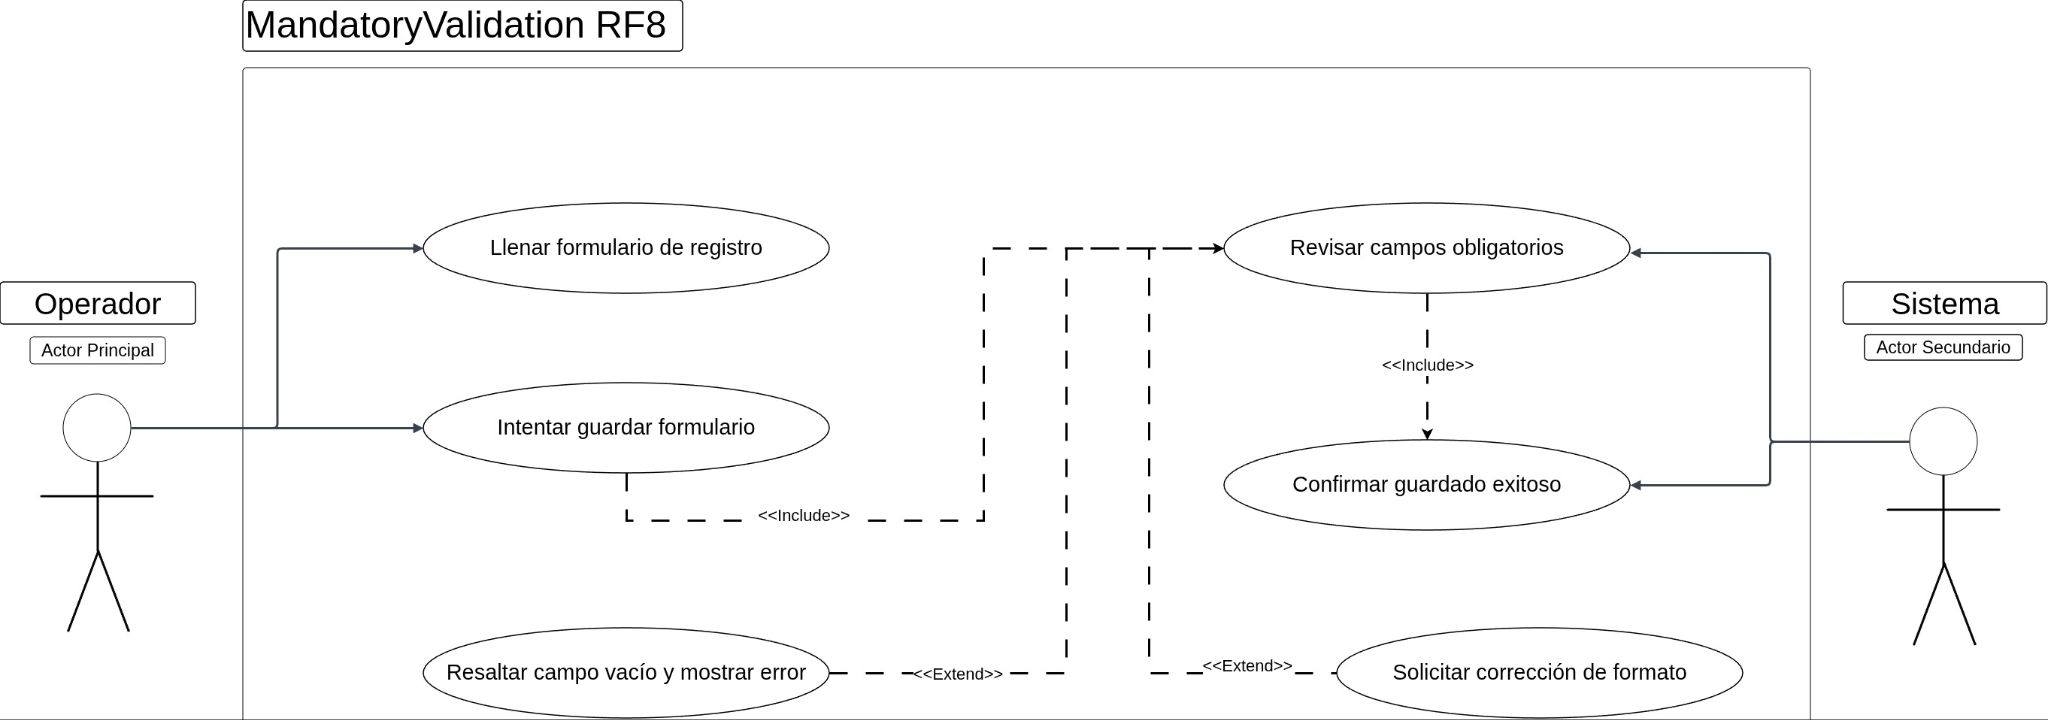 MandatoryValidation RF8
Llenar formulario de registro
Revisar campos obligatorios
Operador
Sistema
Actor Principal
Actor Secundario
<<Include>>
Intentar guardar formulario
Confirmar guardado exitoso
<<Include>>
Resaltar campo vacío y mostrar error
<<Extend>>
<<Extend>>
Solicitar corrección de formato